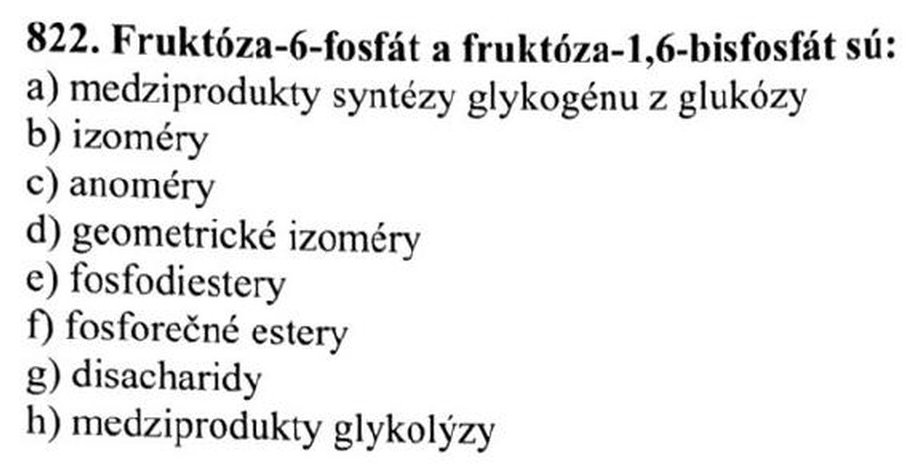 822. Fruktóza-6-fosfát a fruktóza-1,6-bisfosfát sú:
a) medziprodukty syntézy glykogénu z glukózy
b) izoméry
c) anoméry
d) geometrické izoméry
e) fosfodiestery
f) fosforečné estery
g) disacharidy
h) medziprodukty glykolýzy